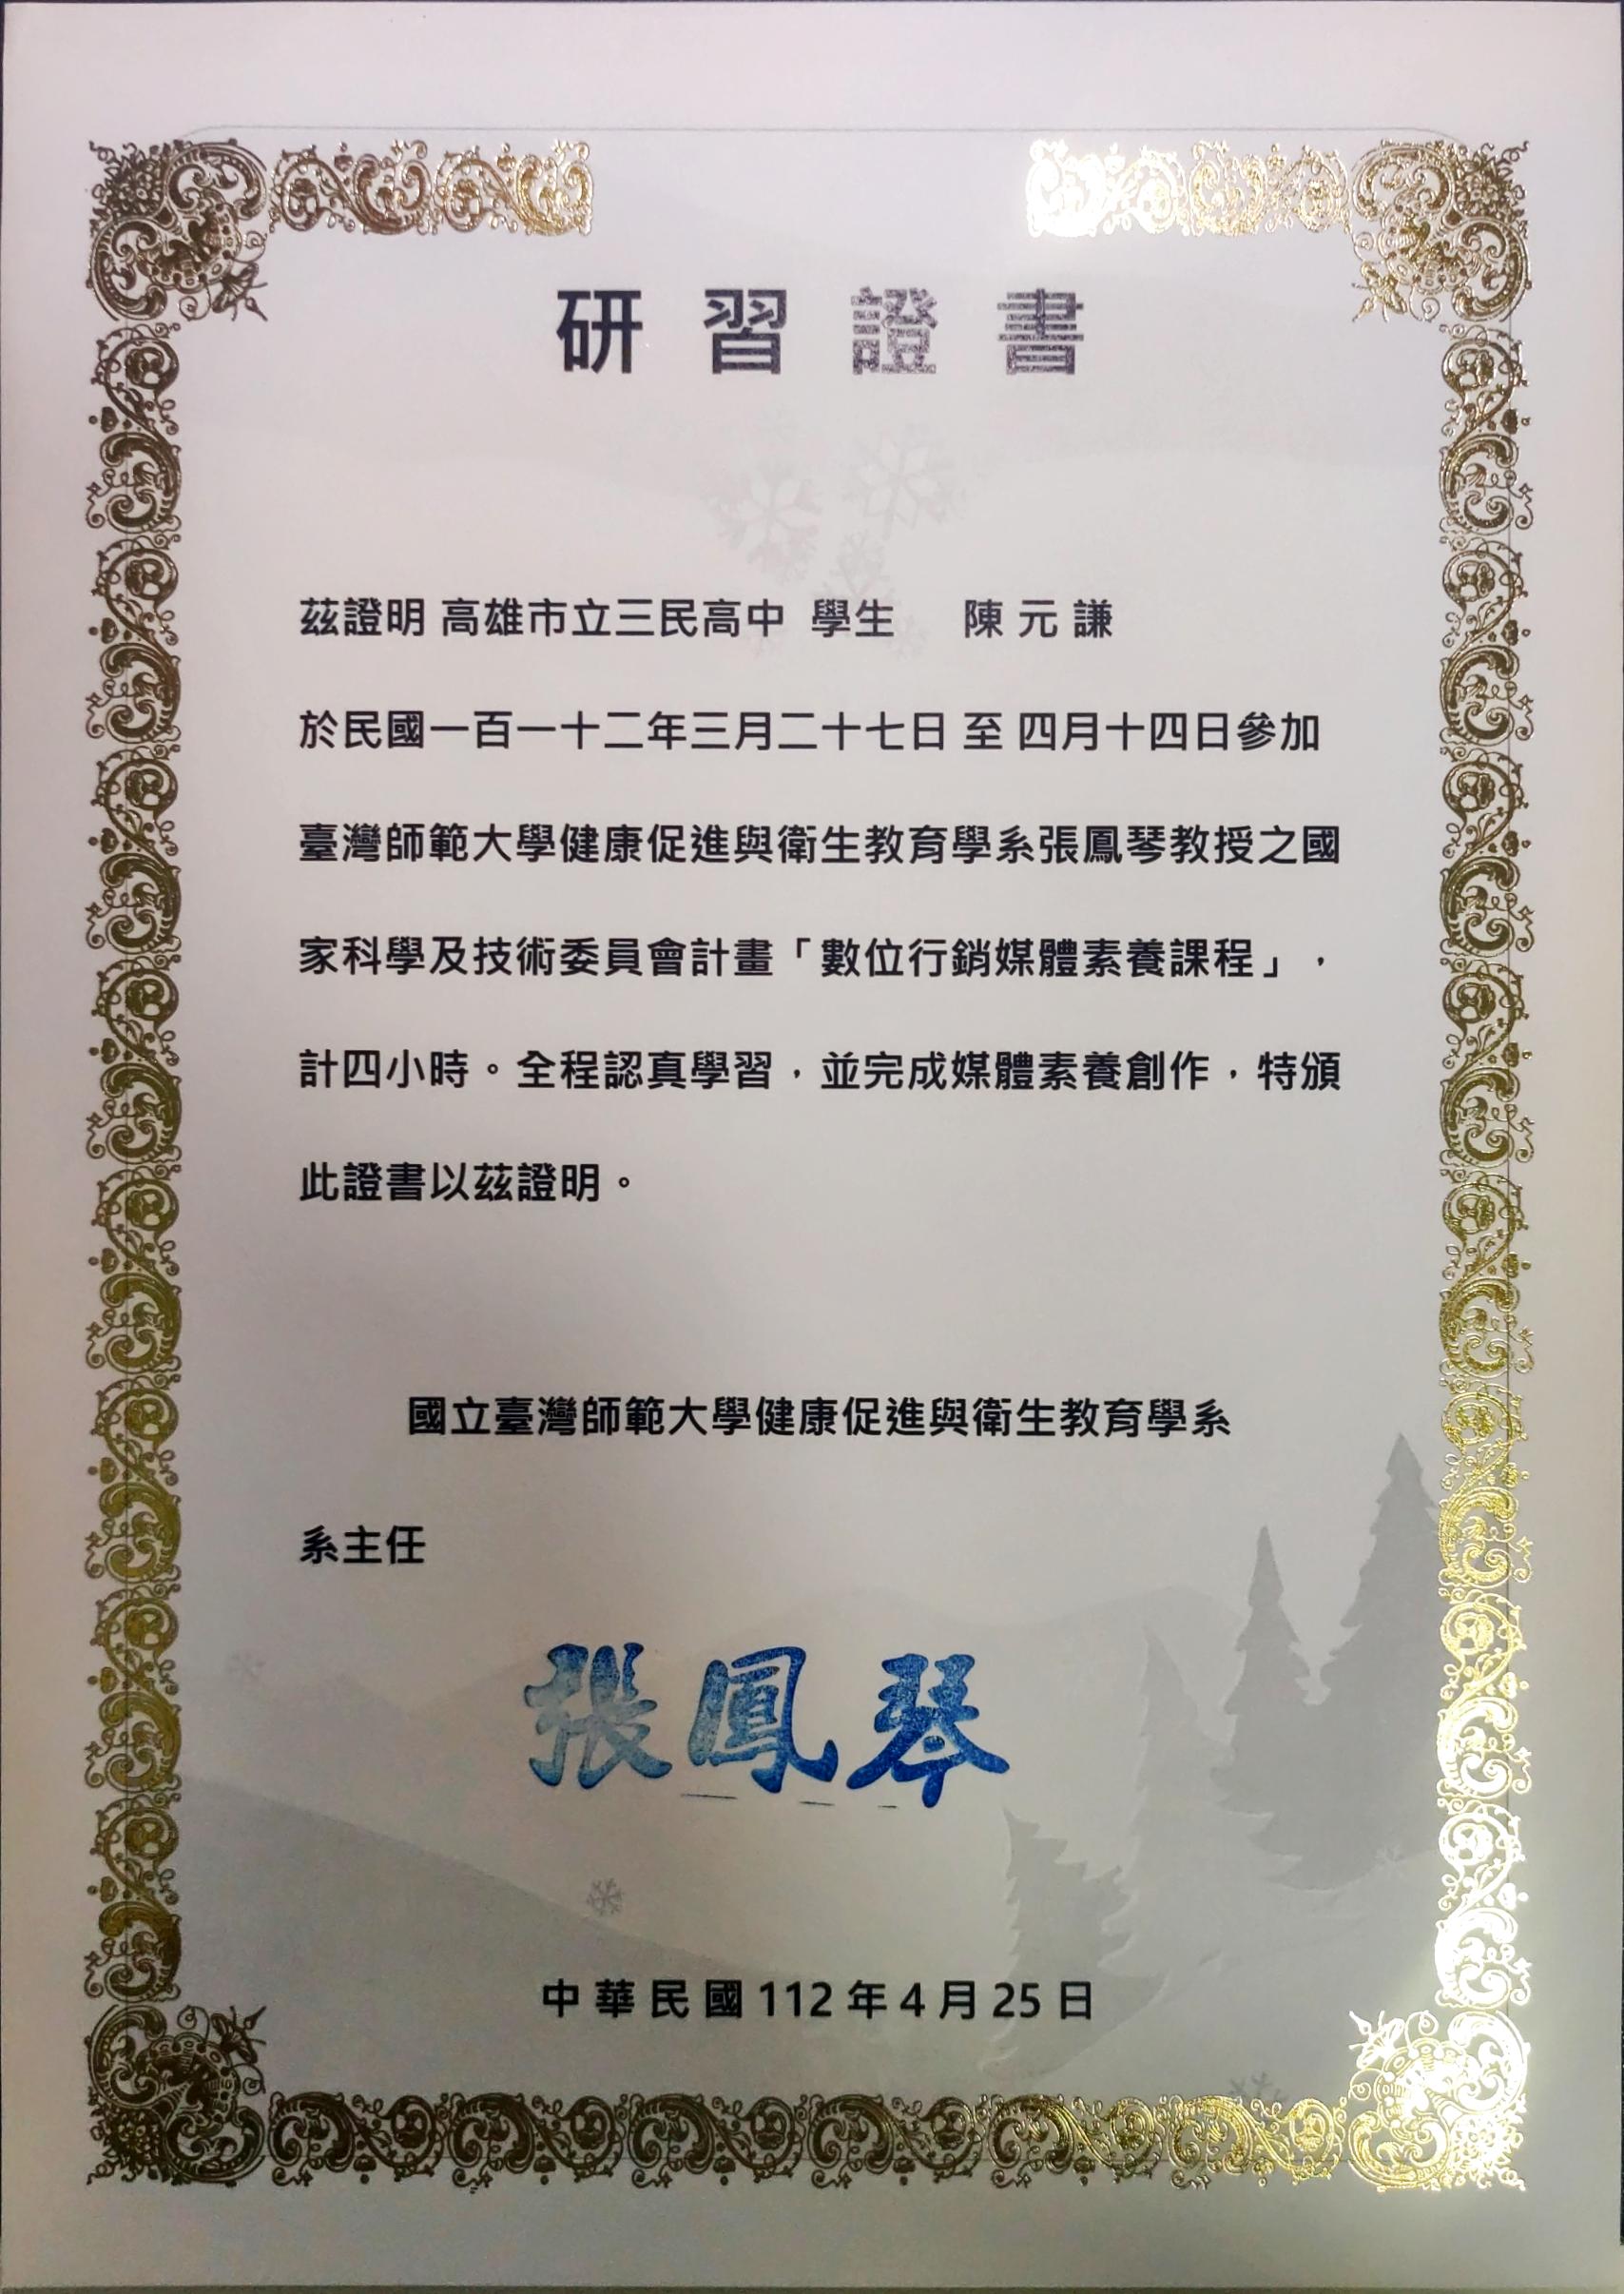 研習證書
茲證明 高雄市立三民高中 學生 陳元謙
於民國一百一十二年三月二十七日 至 四月十四日參加
臺灣師範大學健康促進與衛生教育學系張鳳琴教授之國
家科學及技術委員會計畫「數位行銷媒體素養課程」，
計四小時。全程認真學習，並完成媒體素養創作，特頒
此證書以茲證明。
國立臺灣師範大學健康促進與衛生教育學系
系主任
張鳳琴
中華民國112年4月25日